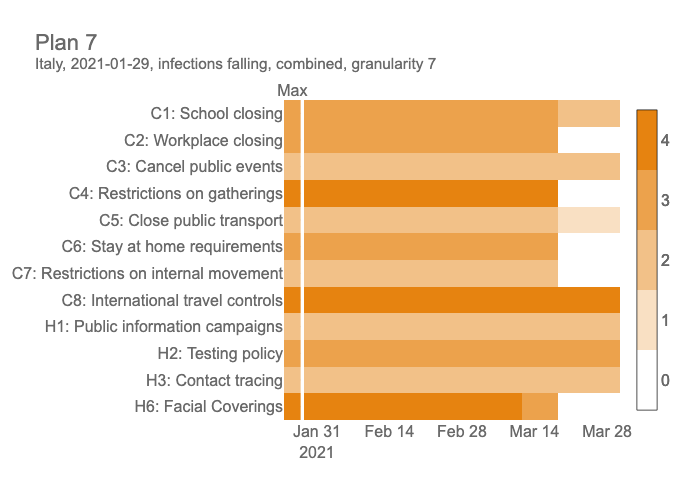 Plan 7
Italy, 2021-01-29, infections falling, combined, granularity 7
Max
C1: School closing
C2: Workplace closing
C3: Cancel public events
C4: Restrictions on gatherings
C5: Close public transport
C6: Stay at home requirements
C7: Restrictions on internal movement
C8: International travel controls
H1: Public information campaigns
H2: Testing policy
H3: Contact tracing
H6: Facial Coverings
4
3
2
1
0
Jan 31 Feb 14 Feb 28 Mar 14 Mar 28
2021